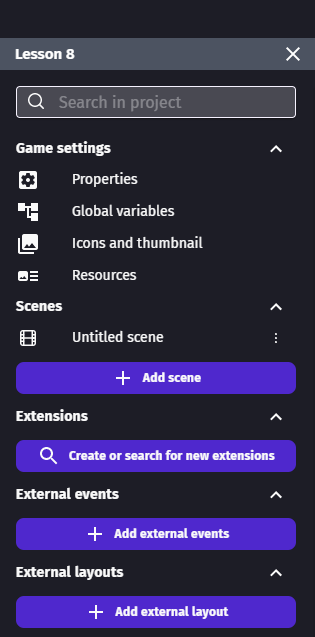 Lesson 8
Search in project
Game settings
Properties
Global variables
Icons and thumbnail
Resources
Scenes
Untitled scene
Add scene
Extensions
Create or search for new extensions
External events
Add external events
External layouts
Add external layout